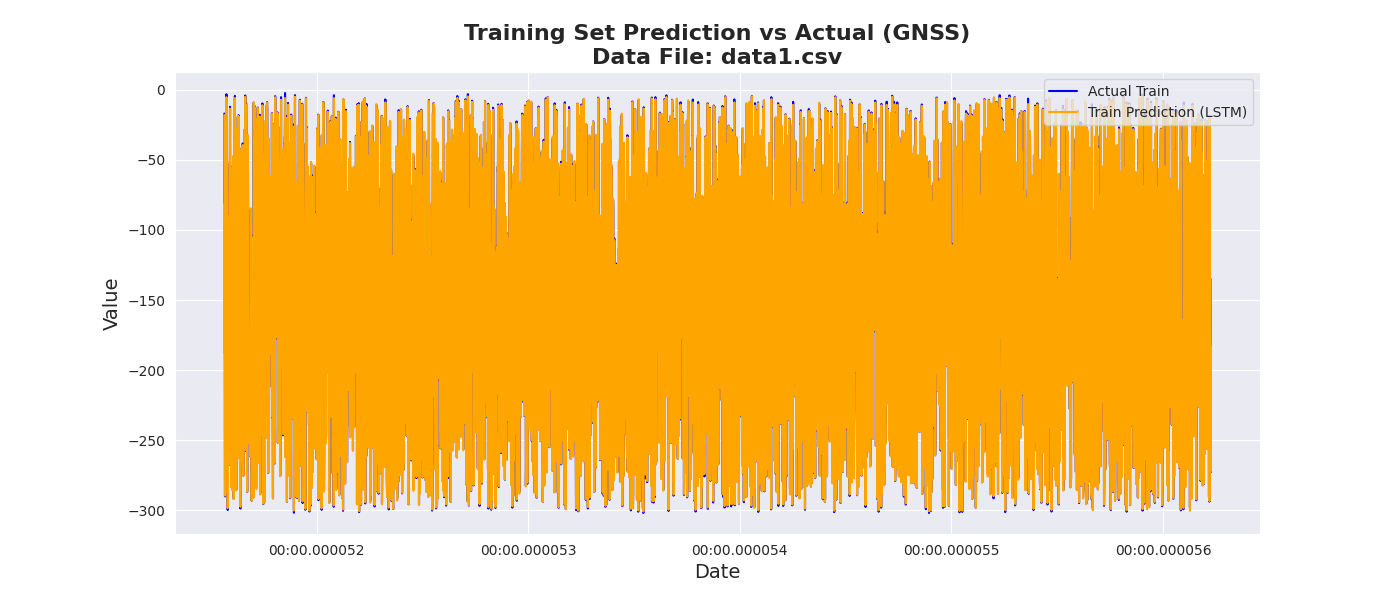 Training Set Prediction vs Actual (GNSS)
Data File: data1.csv
Actual Train
Train Prediction (LSTM)
Value
0
−50
−100
−150
−200
−250
−300
00:00.000052
00:00.000053
00:00.000054
00:00.000055
00:00.000056
Date